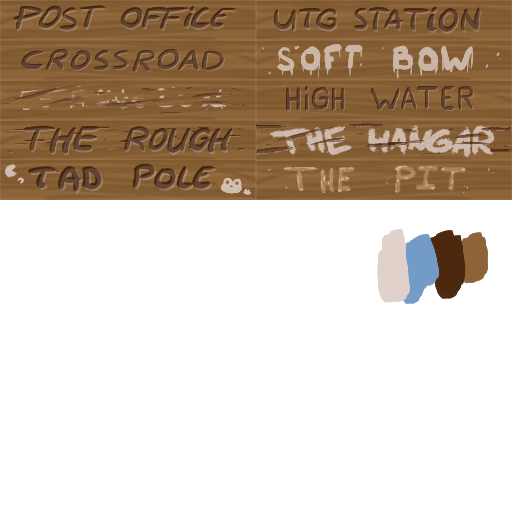 POST OFFICE
CROSSROAD
THE ROUGH
TAD POLE
UTG STATION
SOFT BOW
HiGH WATER
THE HANGAR
THE PIT